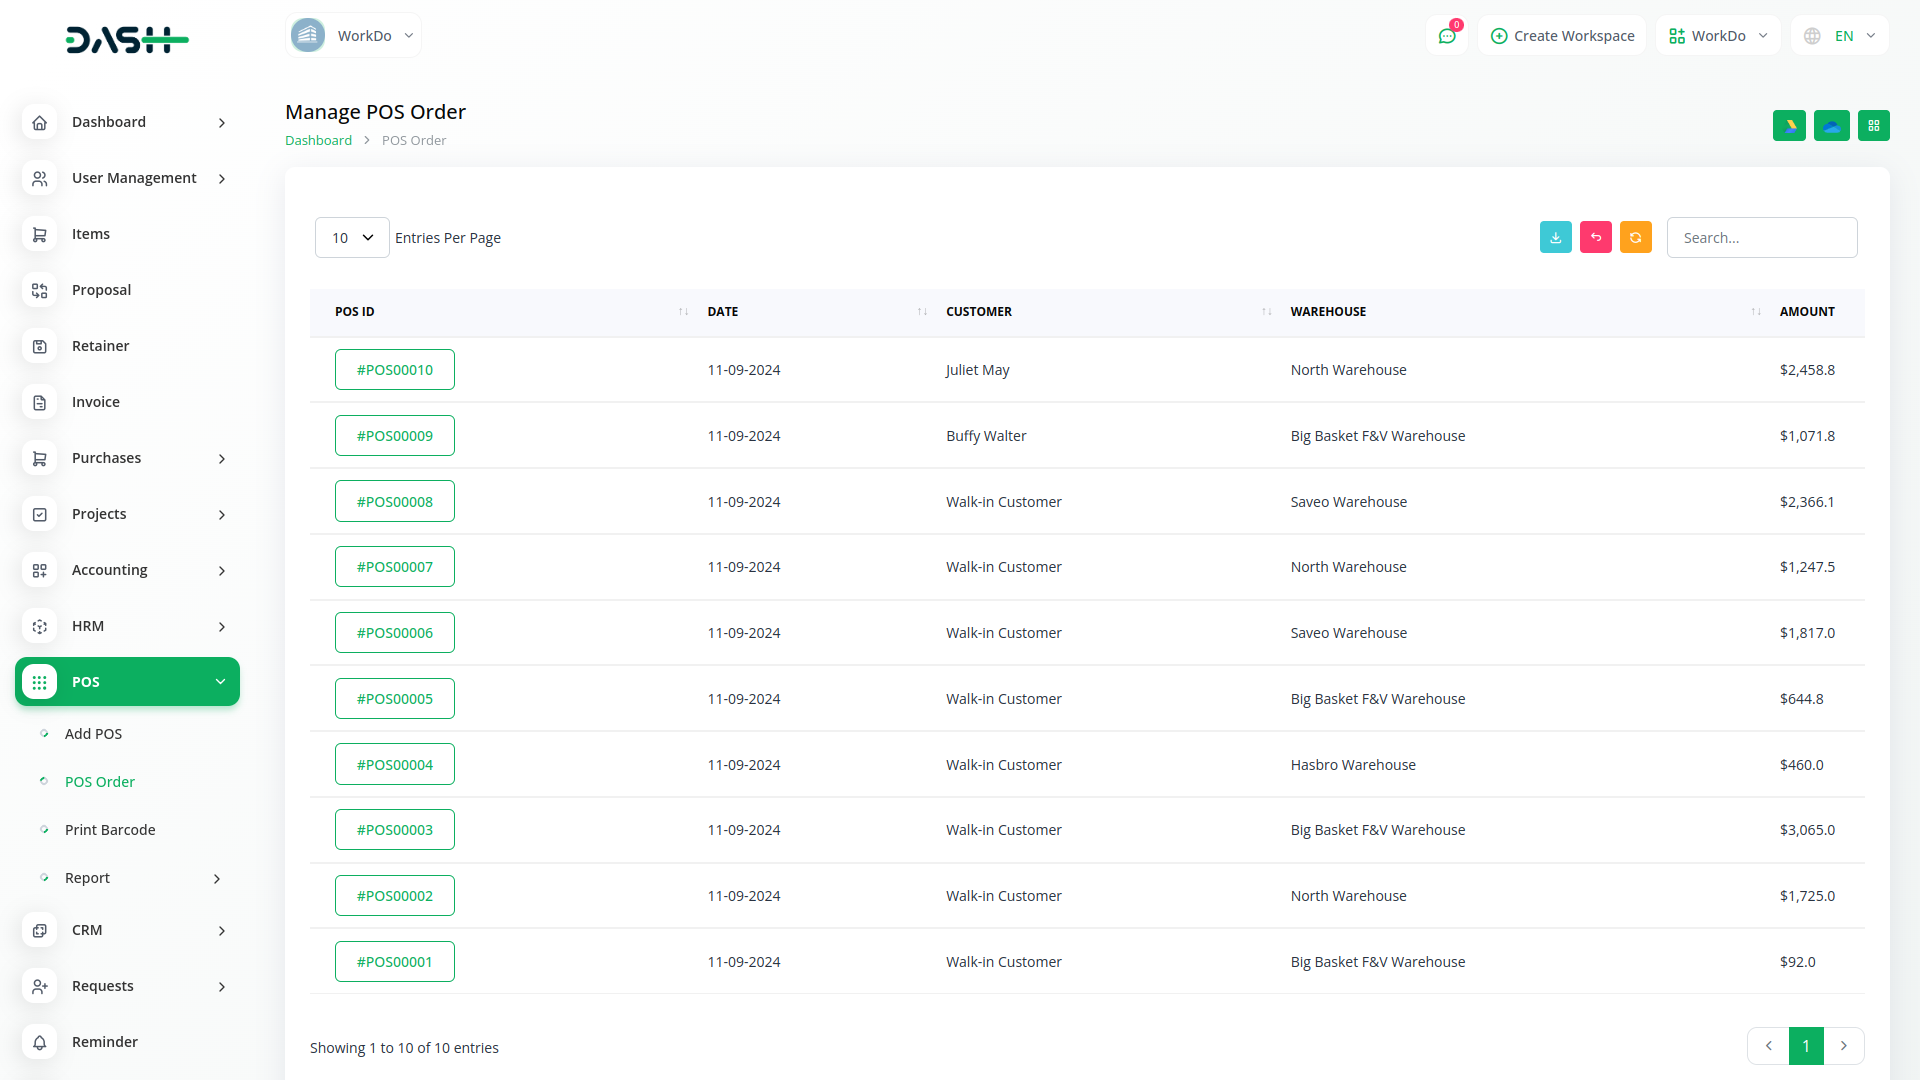 DASH
WorkDo
0
Create Workspace
WorkDo
EN
Dashboard
User Management
Items
Proposal
Retainer
Invoice
Purchases
Projects
Accounting
HRM
POS
Add POS
POS Order
Print Barcode
Report
CRM
Requests
Reminder
Manage POS Order
Dashboard > POS Order
10 Entries Per Page
Search...
POS ID DATE CUSTOMER WAREHOUSE AMOUNT
#POS00010 11-09-2024 Juliet May North Warehouse $2,458.8
#POS00009 11-09-2024 Buffy Walter Big Basket F&V Warehouse $1,071.8
#POS00008 11-09-2024 Walk-in Customer Saveo Warehouse $2,366.1
#POS00007 11-09-2024 Walk-in Customer North Warehouse $1,247.5
#POS00006 11-09-2024 Walk-in Customer Saveo Warehouse $1,817.0
#POS00005 11-09-2024 Walk-in Customer Big Basket F&V Warehouse $644.8
#POS00004 11-09-2024 Walk-in Customer Hasbro Warehouse $460.0
#POS00003 11-09-2024 Walk-in Customer Big Basket F&V Warehouse $3,065.0
#POS00002 11-09-2024 Walk-in Customer North Warehouse $1,725.0
#POS00001 11-09-2024 Walk-in Customer Big Basket F&V Warehouse $92.0
Showing 1 to 10 of 10 entries
1